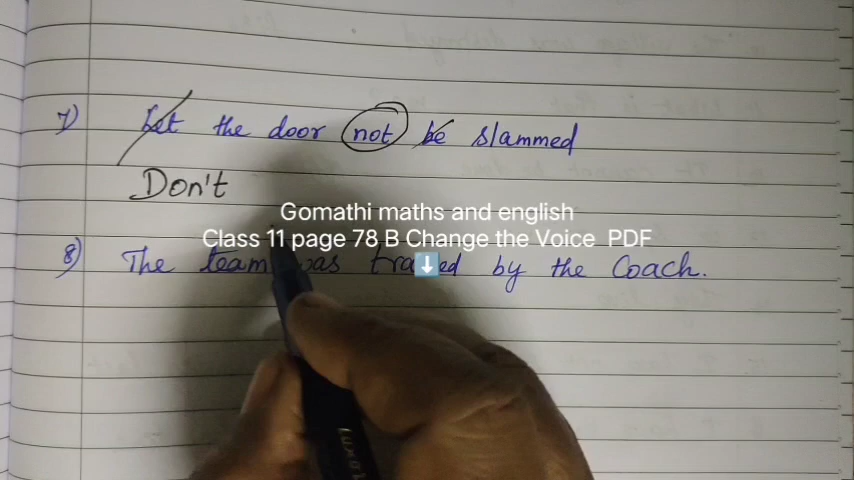 7) Let the door not be slammed
Don't
Gomathi maths and english
Class 11 page 78 B Change the Voice PDF
8) The team was by the Coach.